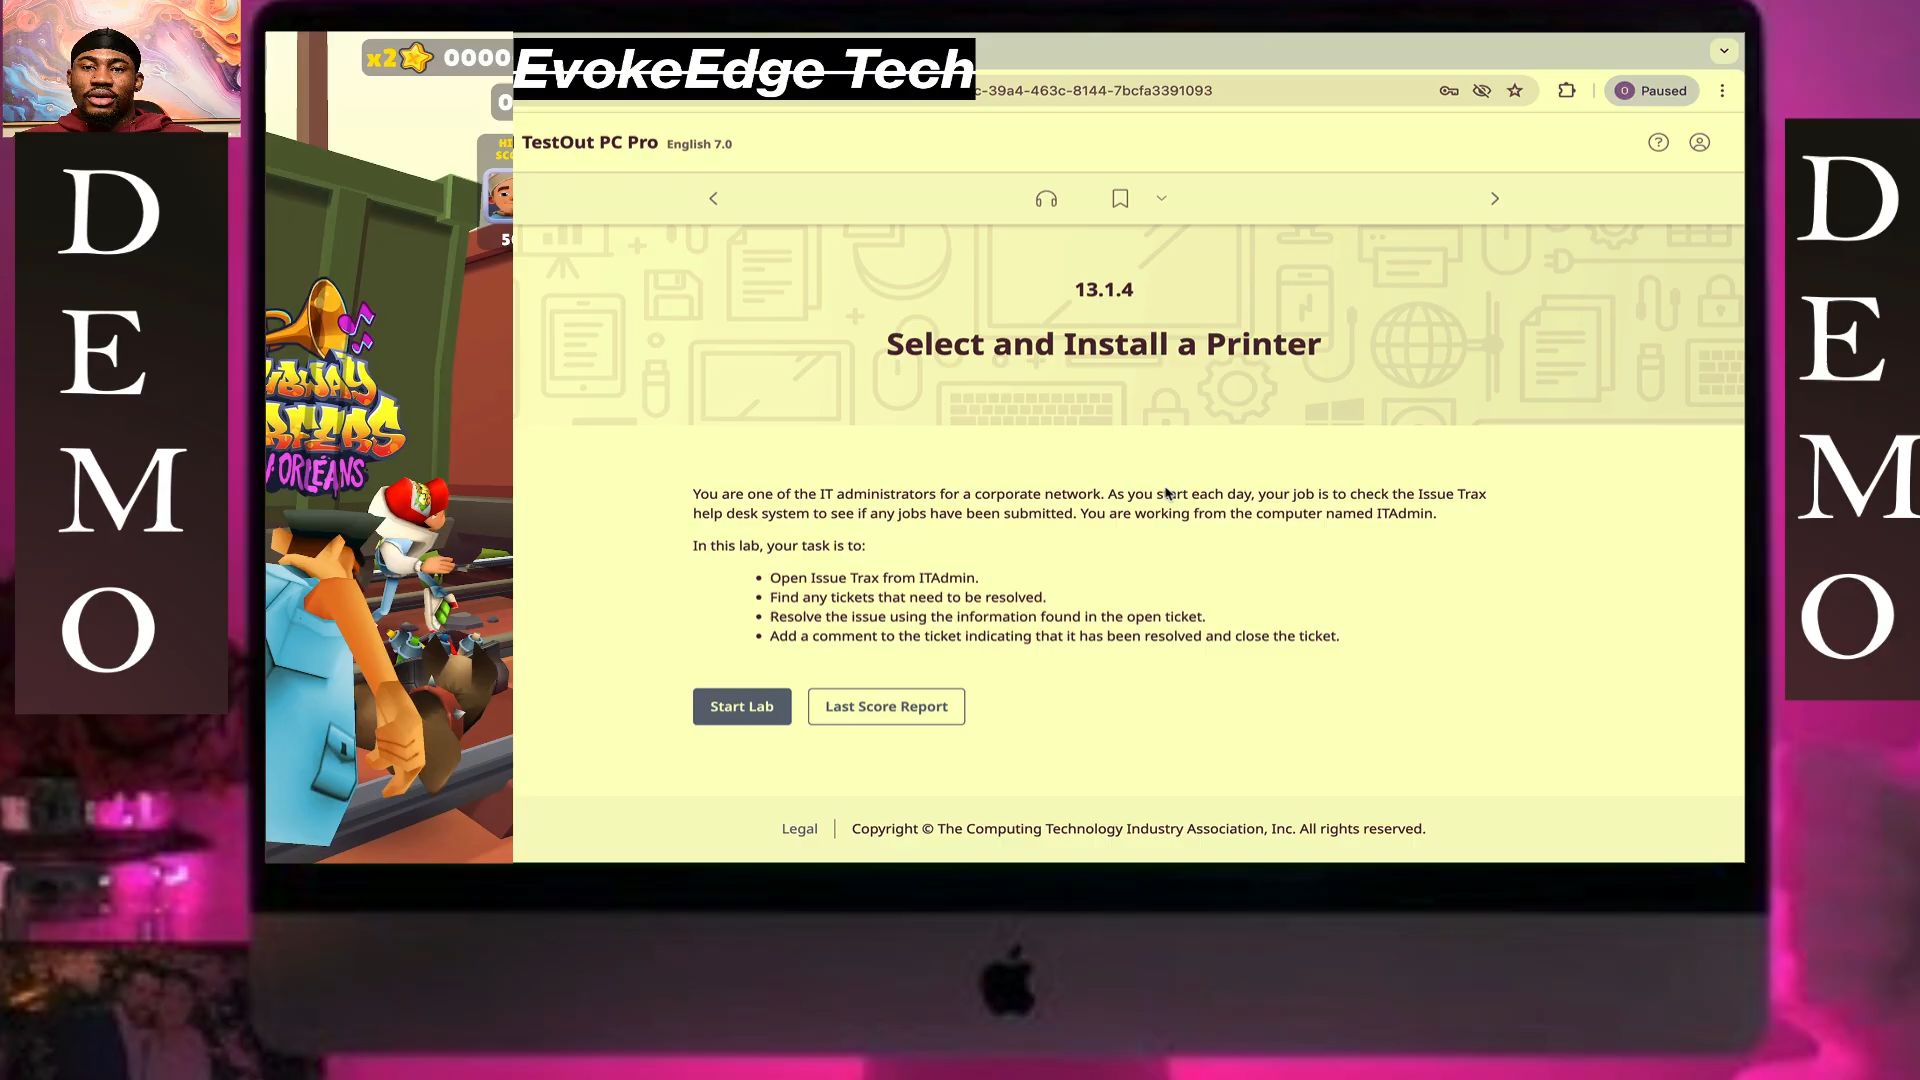 x2 0000
EvokeEdge Tech
c-39a4-463c-8144-7bcfa3391093
Paused
TestOut PC Pro English 7.0
13.1.4
Select and Install a Printer
You are one of the IT administrators for a corporate network. As you start each day, your job is to check the Issue Trax
help desk system to see if any jobs have been submitted. You are working from the computer named ITAdmin.
In this lab, your task is to:
• Open Issue Trax from ITAdmin.
• Find any tickets that need to be resolved.
• Resolve the issue using the information found in the open ticket.
• Add a comment to the ticket indicating that it has been resolved and close the ticket.
Start Lab
Last Score Report
Legal
Copyright © The Computing Technology Industry Association, Inc. All rights reserved.
D
E
M
O
D
E
M
O